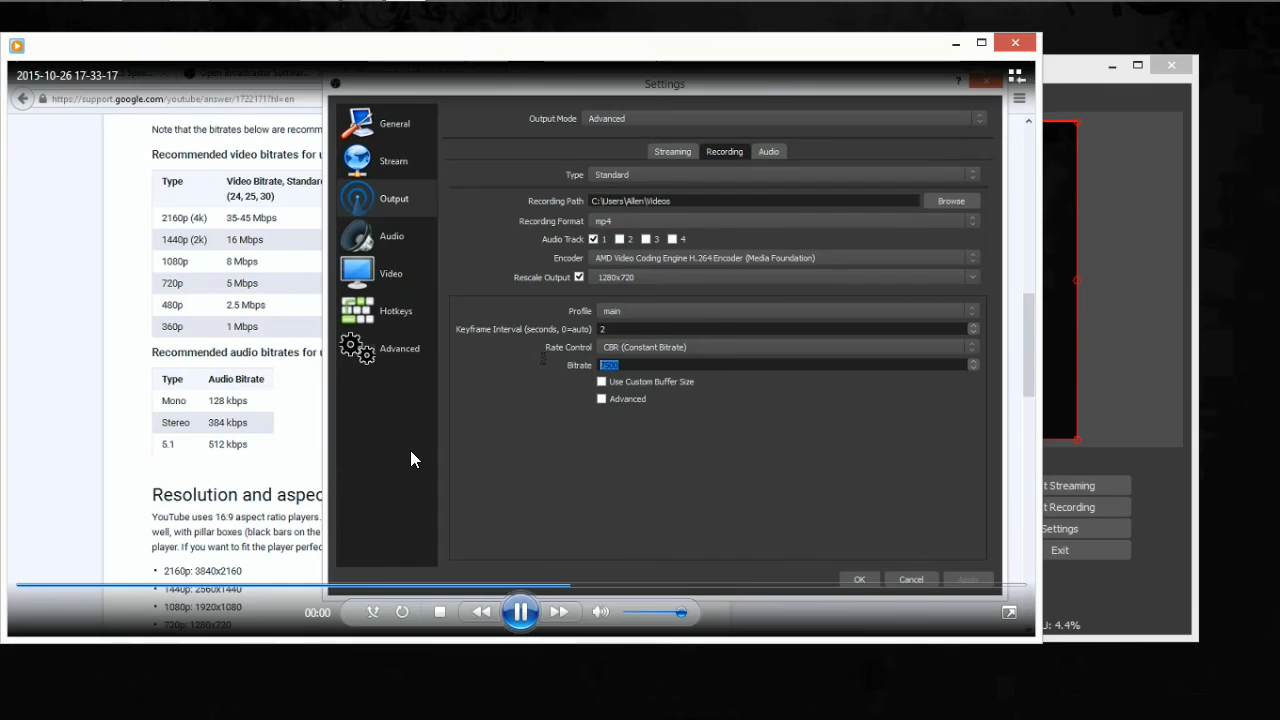 2015-10-26 17-33-17
Open Broadcaster Softwar
https://support.google.com/youtube/answer/1722171?hl=en
Note that the bitrates below are recomm
Recommended video bitrates for u
Type Video Bitrate, Standard
(24, 25, 30)
2160p (4k) 35-45 Mbps
1440p (2k) 16 Mbps
1080p 8 Mbps
720p 5 Mbps
480p 2.5 Mbps
360p 1 Mbps
Recommended audio bitrates for u
Type Audio Bitrate
Mono 128 kbps
Stereo 384 kbps
5.1 512 kbps
Resolution and aspec
YouTube uses 16:9 aspect ratio players.
well, with pillar boxes (black bars on the
player. If you want to fit the player perfec
• 2160p: 3840x2160
• 1440p: 2560x1440
• 1080p: 1920x1080
• 720p: 1280x720
Settings
?
General
Stream
Output
Audio
Video
Hotkeys
Advanced
Output Mode Advanced
Streaming Recording Audio
Type Standard
Recording Path C:\Users\Allen\Videos Browse
Recording Format mp4
Audio Track 1 2 3 4
Encoder AMD Video Coding Engine H.264 Encoder (Media Foundation)
Rescale Output 1280x720
Profile main
Keyframe Interval (seconds, 0=auto) 2
Rate Control CBR (Constant Bitrate)
Bitrate 7500
Use Custom Buffer Size
Advanced
OK Cancel Apply
00:00
t Streaming
t Recording
Settings
Exit
U: 4.4%